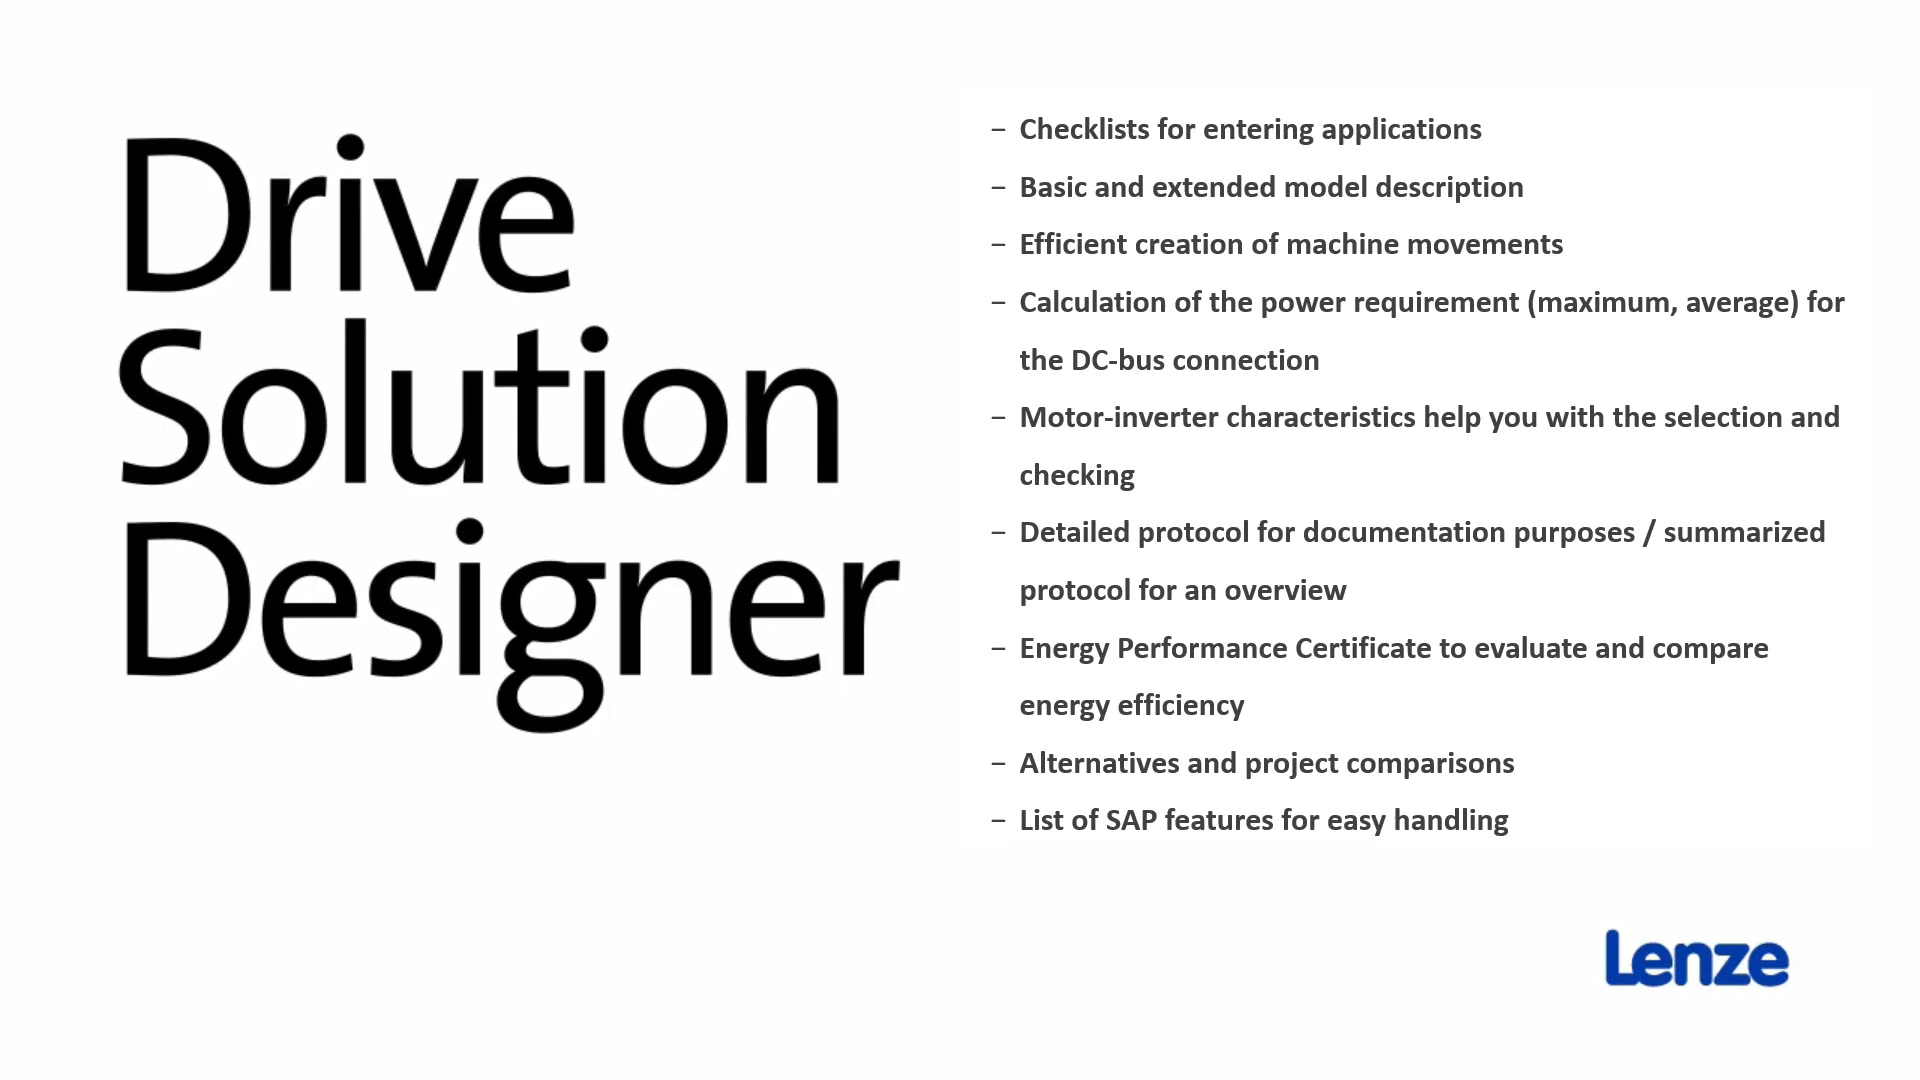 Drive
Solution
Designer
– Checklists for entering applications
– Basic and extended model description
– Efficient creation of machine movements
– Calculation of the power requirement (maximum, average) for
the DC-bus connection
– Motor-inverter characteristics help you with the selection and
checking
– Detailed protocol for documentation purposes / summarized
protocol for an overview
– Energy Performance Certificate to evaluate and compare
energy efficiency
– Alternatives and project comparisons
– List of SAP features for easy handling
Lenze